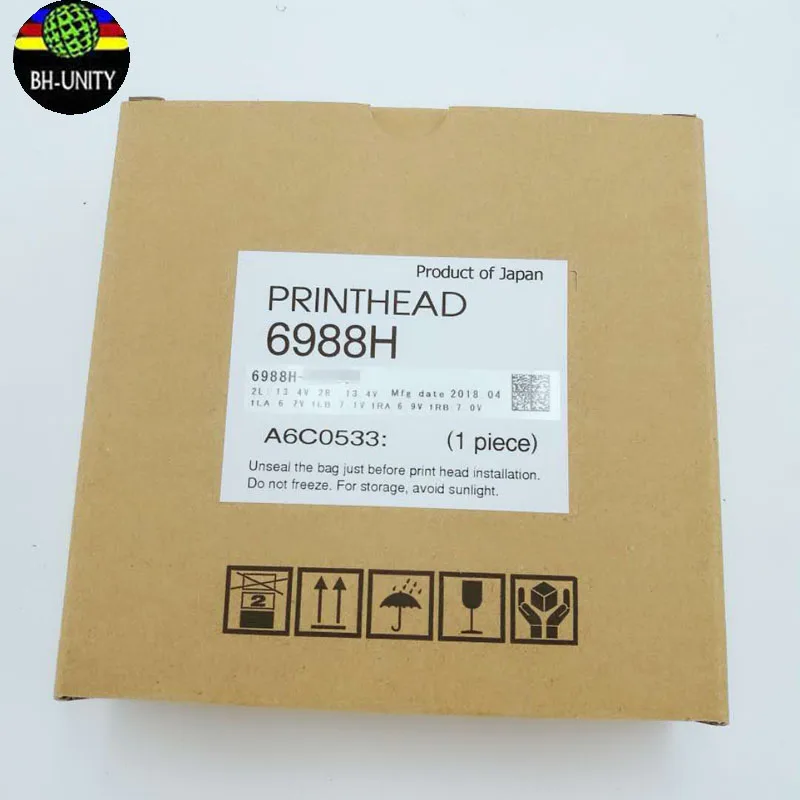 BH-UNITY
Product of Japan
PRINTHEAD
6988H
6988H-
2L: 13. 4V 2R 13. 4V Mfg date 2018 04
1LA 6 7V 1LB 7 1V 1RA 6 9V 1RB 7 0V
A6C0533: (1 piece)
Unseal the bag just before print head installation.
Do not freeze. For storage, avoid sunlight.
2